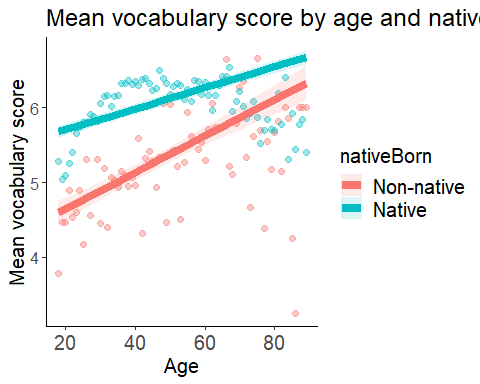 Mean vocabulary score by age and native
Mean vocabulary score
6
5
4
20 40 60 80
Age
nativeBorn
Non-native
Native